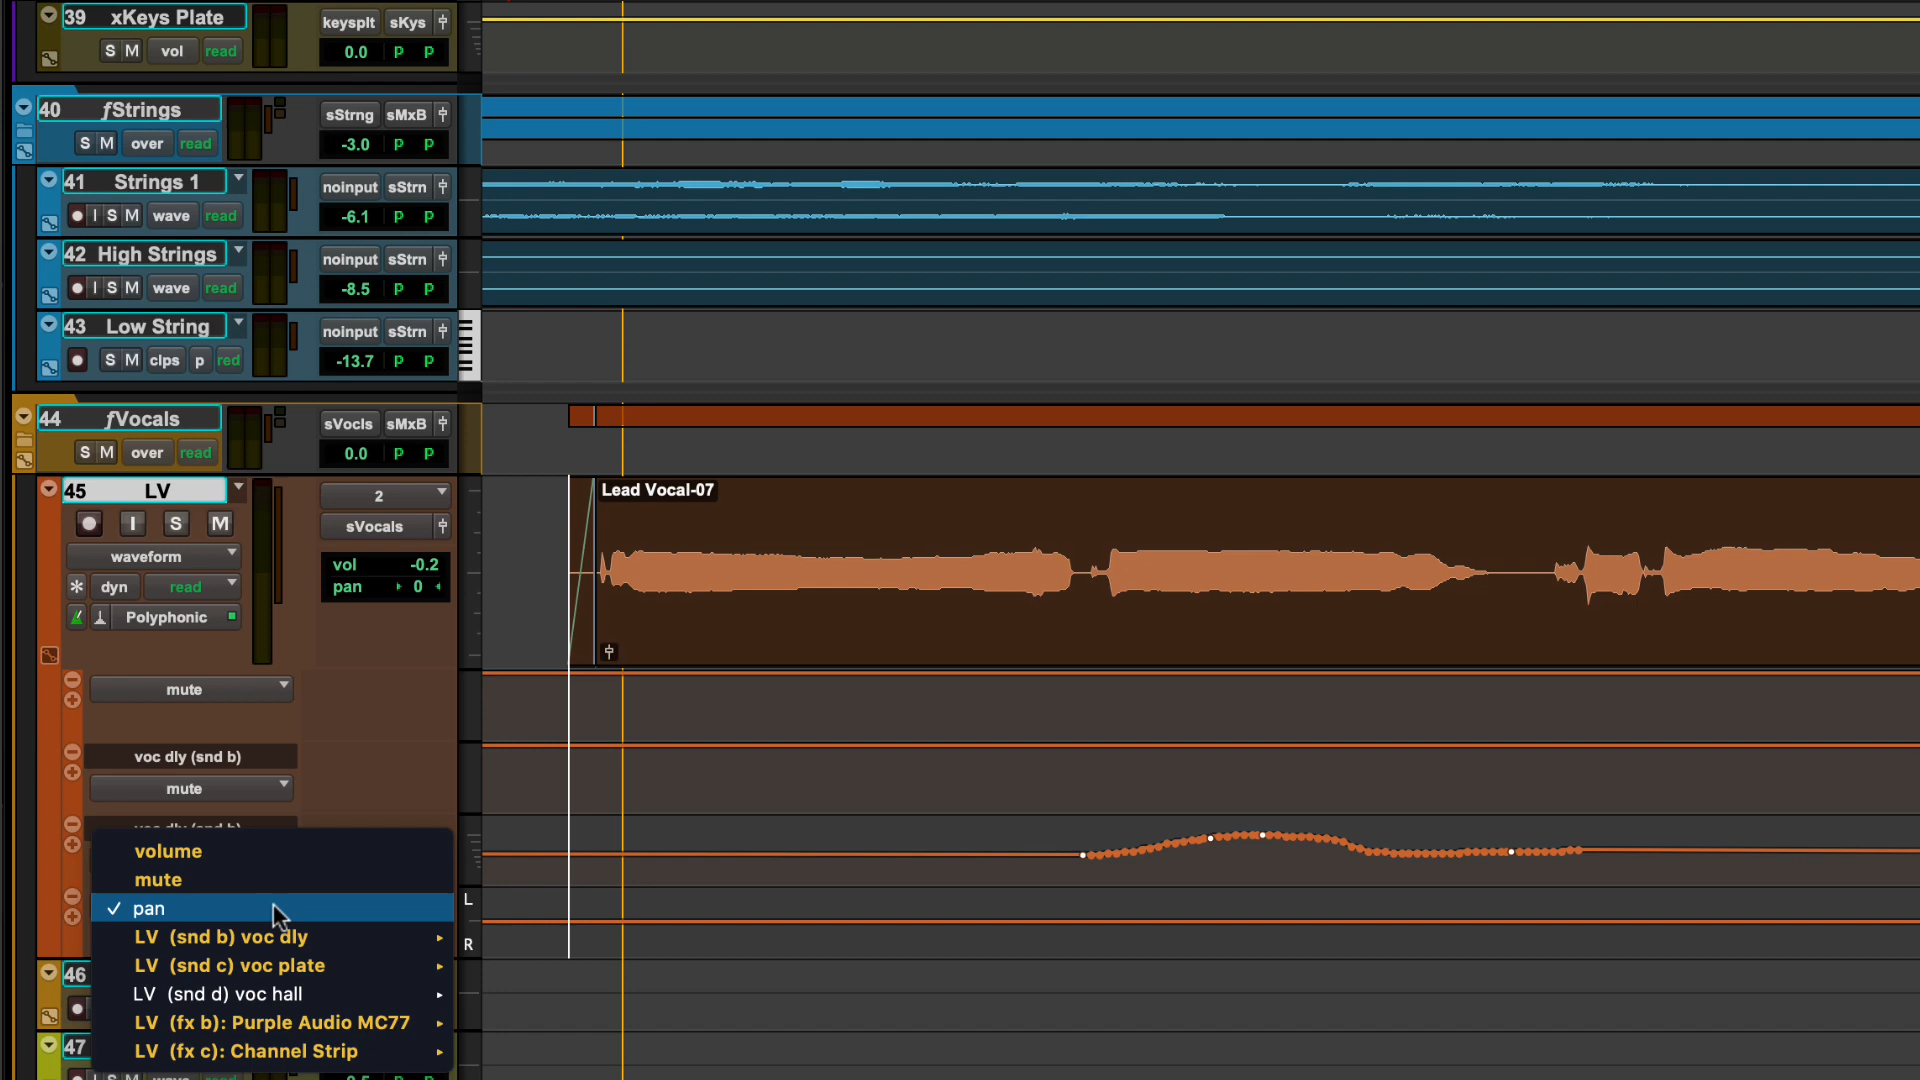 39 xKeys Plate
keysplt sKys
S M vol read
0.0 p p
40 ƒStrings
sStrng sMxB
S M over read
-3.0 p p
41 Strings 1
noinput sStrn
I S M wave read
-6.1 p p
42 High Strings
noinput sStrn
I S M wave read
-8.5 p p
43 Low String
noinput sStrn
S M clps p red
-13.7 p p
44 ƒVocals
sVocls sMxB
S M over read
0.0 p p
45 LV
2
Lead Vocal-07
I S M
sVocals
waveform
vol -0.2
dyn read
pan 0
Polyphonic
mute
voc dly (snd b)
mute
voc dly (snd b)
volume
mute
✓ pan
L
LV (snd b) voc dly
R
LV (snd c) voc plate
46
LV (snd d) voc hall
LV (fx b): Purple Audio MC77
47
LV (fx c): Channel Strip
I S M wave read
p p